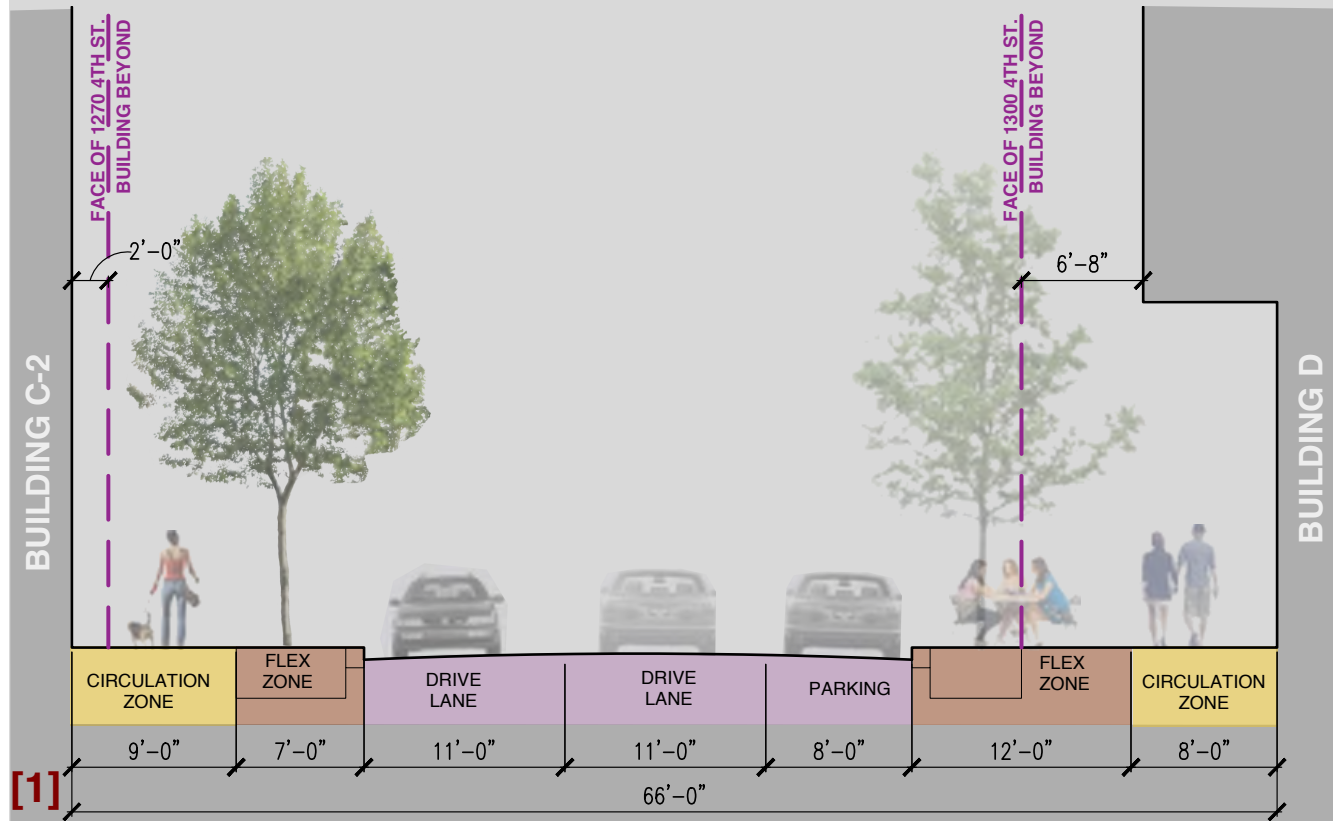 FACE OF 1270 4TH ST.
BUILDING BEYOND
FACE OF 1300 4TH ST.
BUILDING BEYOND
2'-0"
6'-8"
BUILDING C-2
BUILDING D
CIRCULATION
ZONE
FLEX
ZONE
DRIVE
LANE
DRIVE
LANE
PARKING
FLEX
ZONE
CIRCULATION
ZONE
9'-0"
7'-0"
11'-0"
11'-0"
8'-0"
12'-0"
8'-0"
[1]
66'-0"